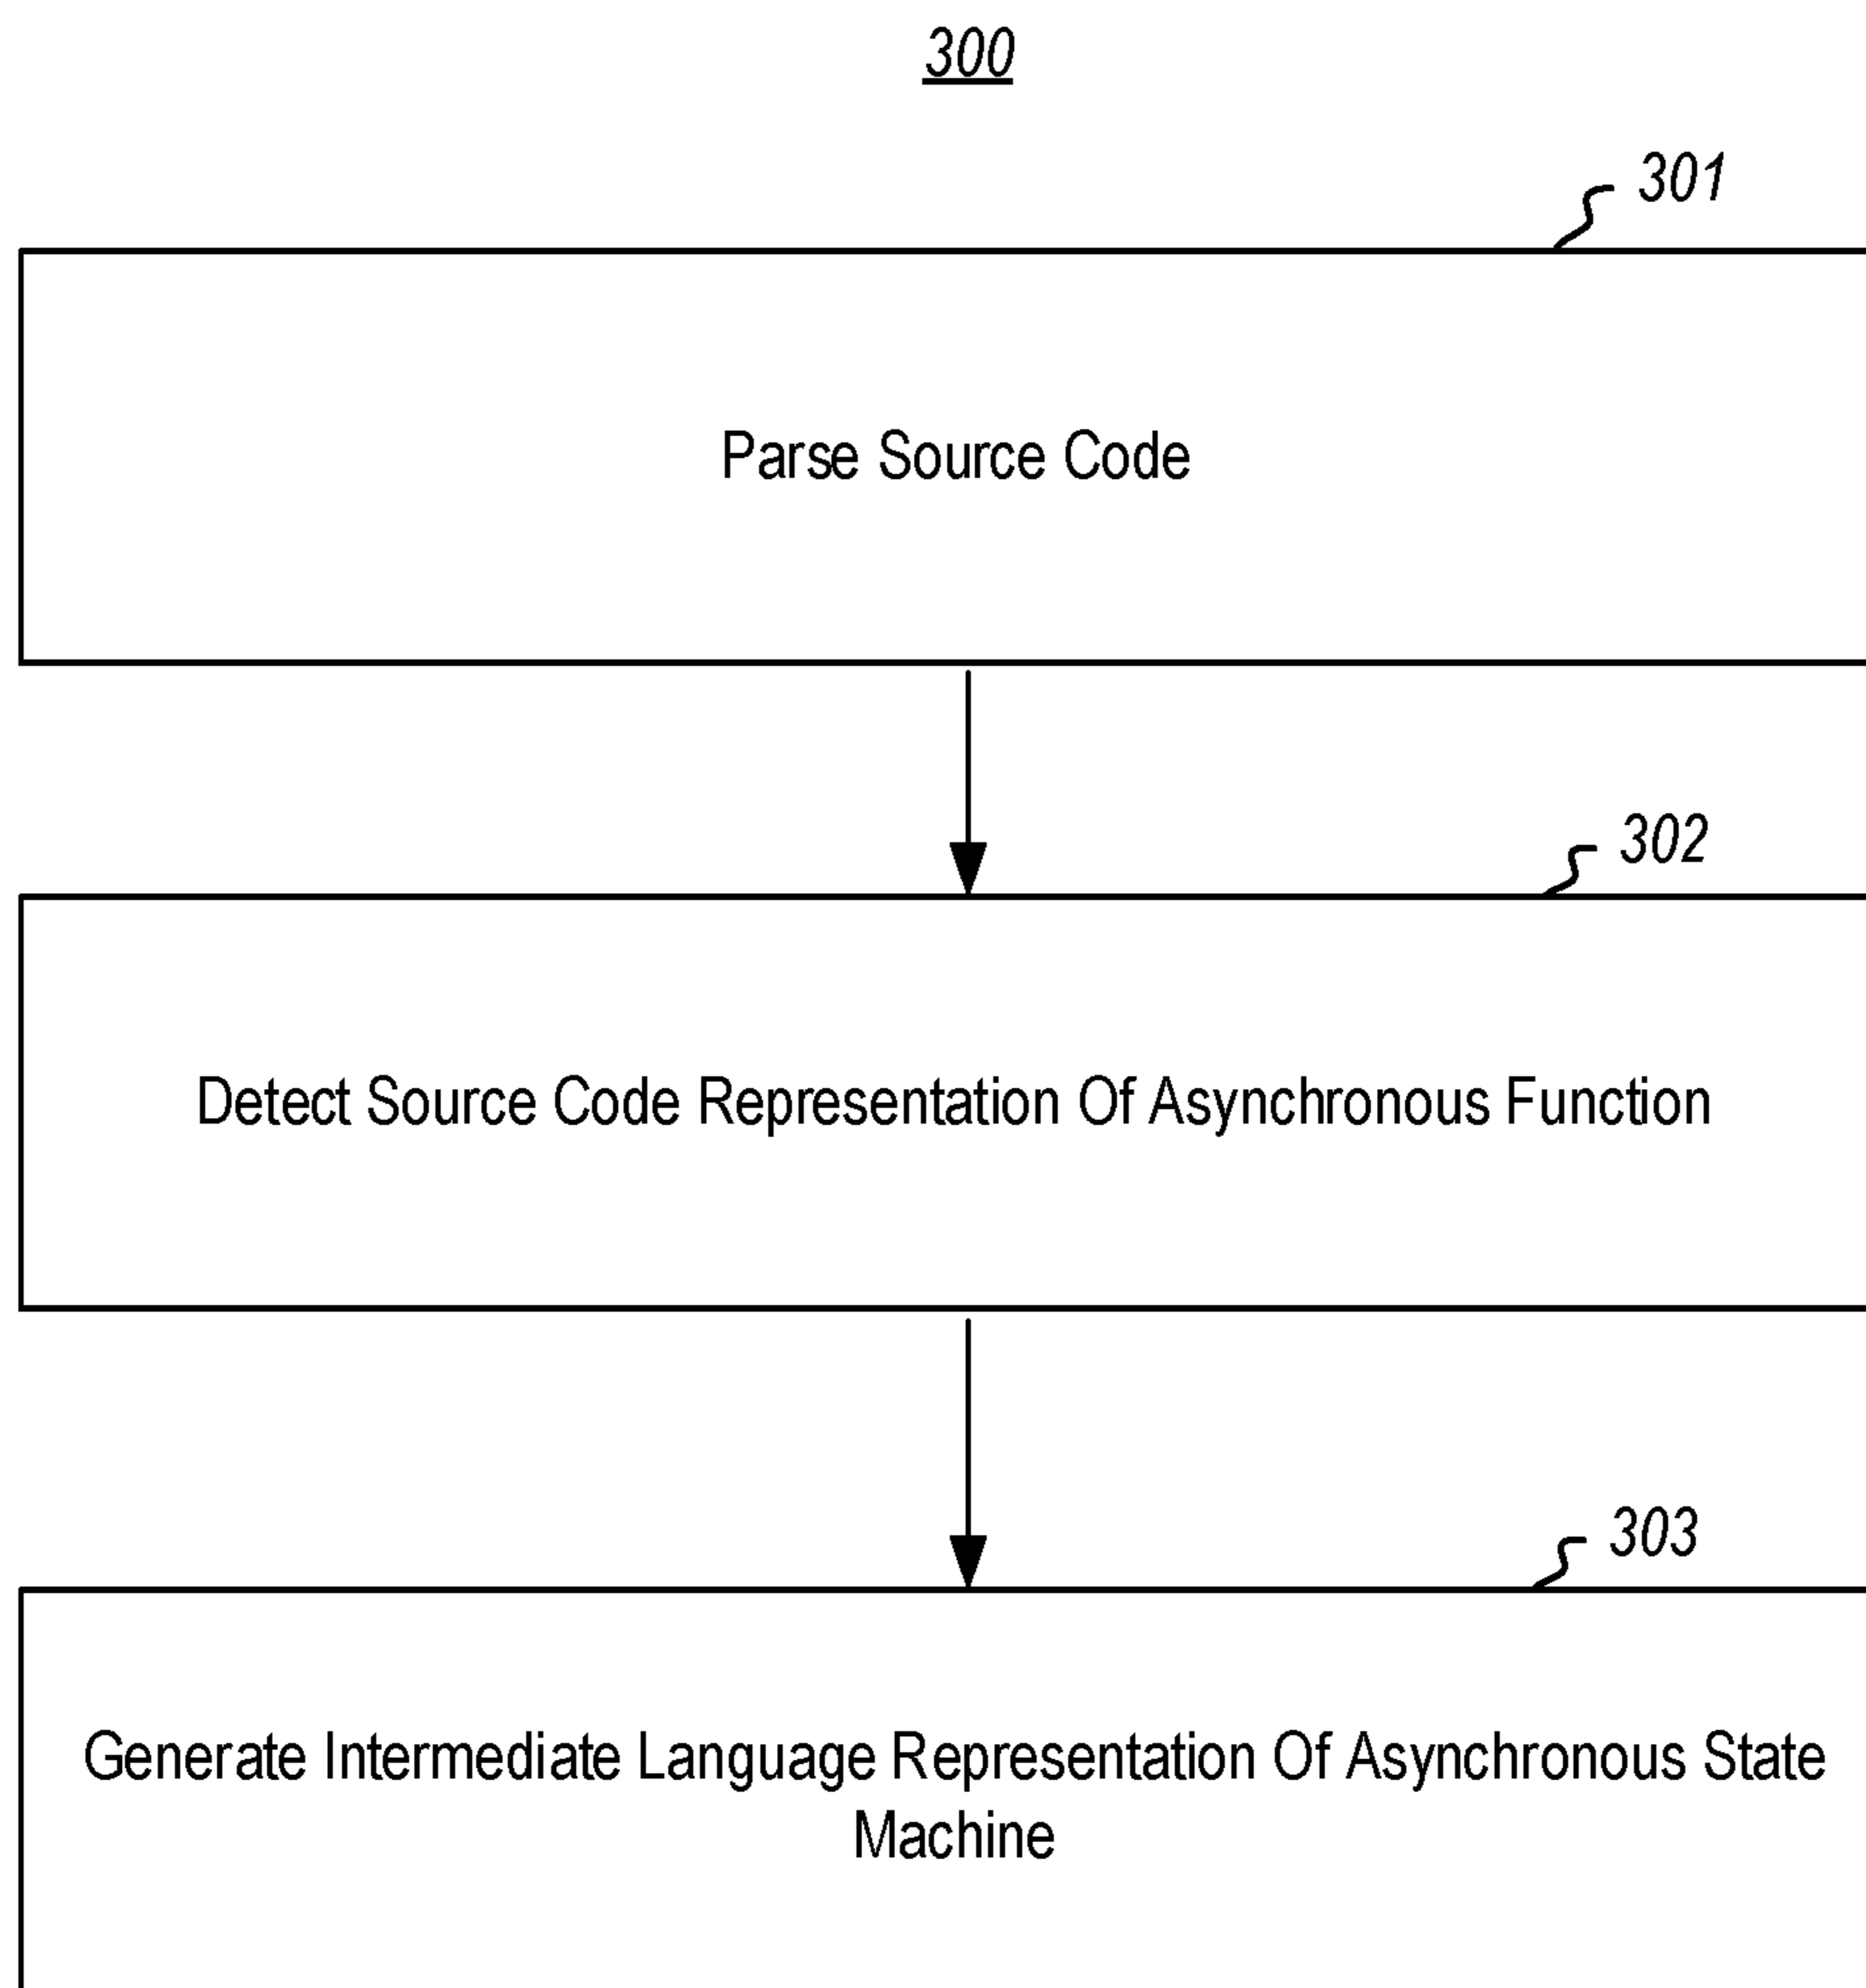 300
301
Parse Source Code
302
Detect Source Code Representation Of Asynchronous Function
303
Generate Intermediate Language Representation Of Asynchronous State
Machine